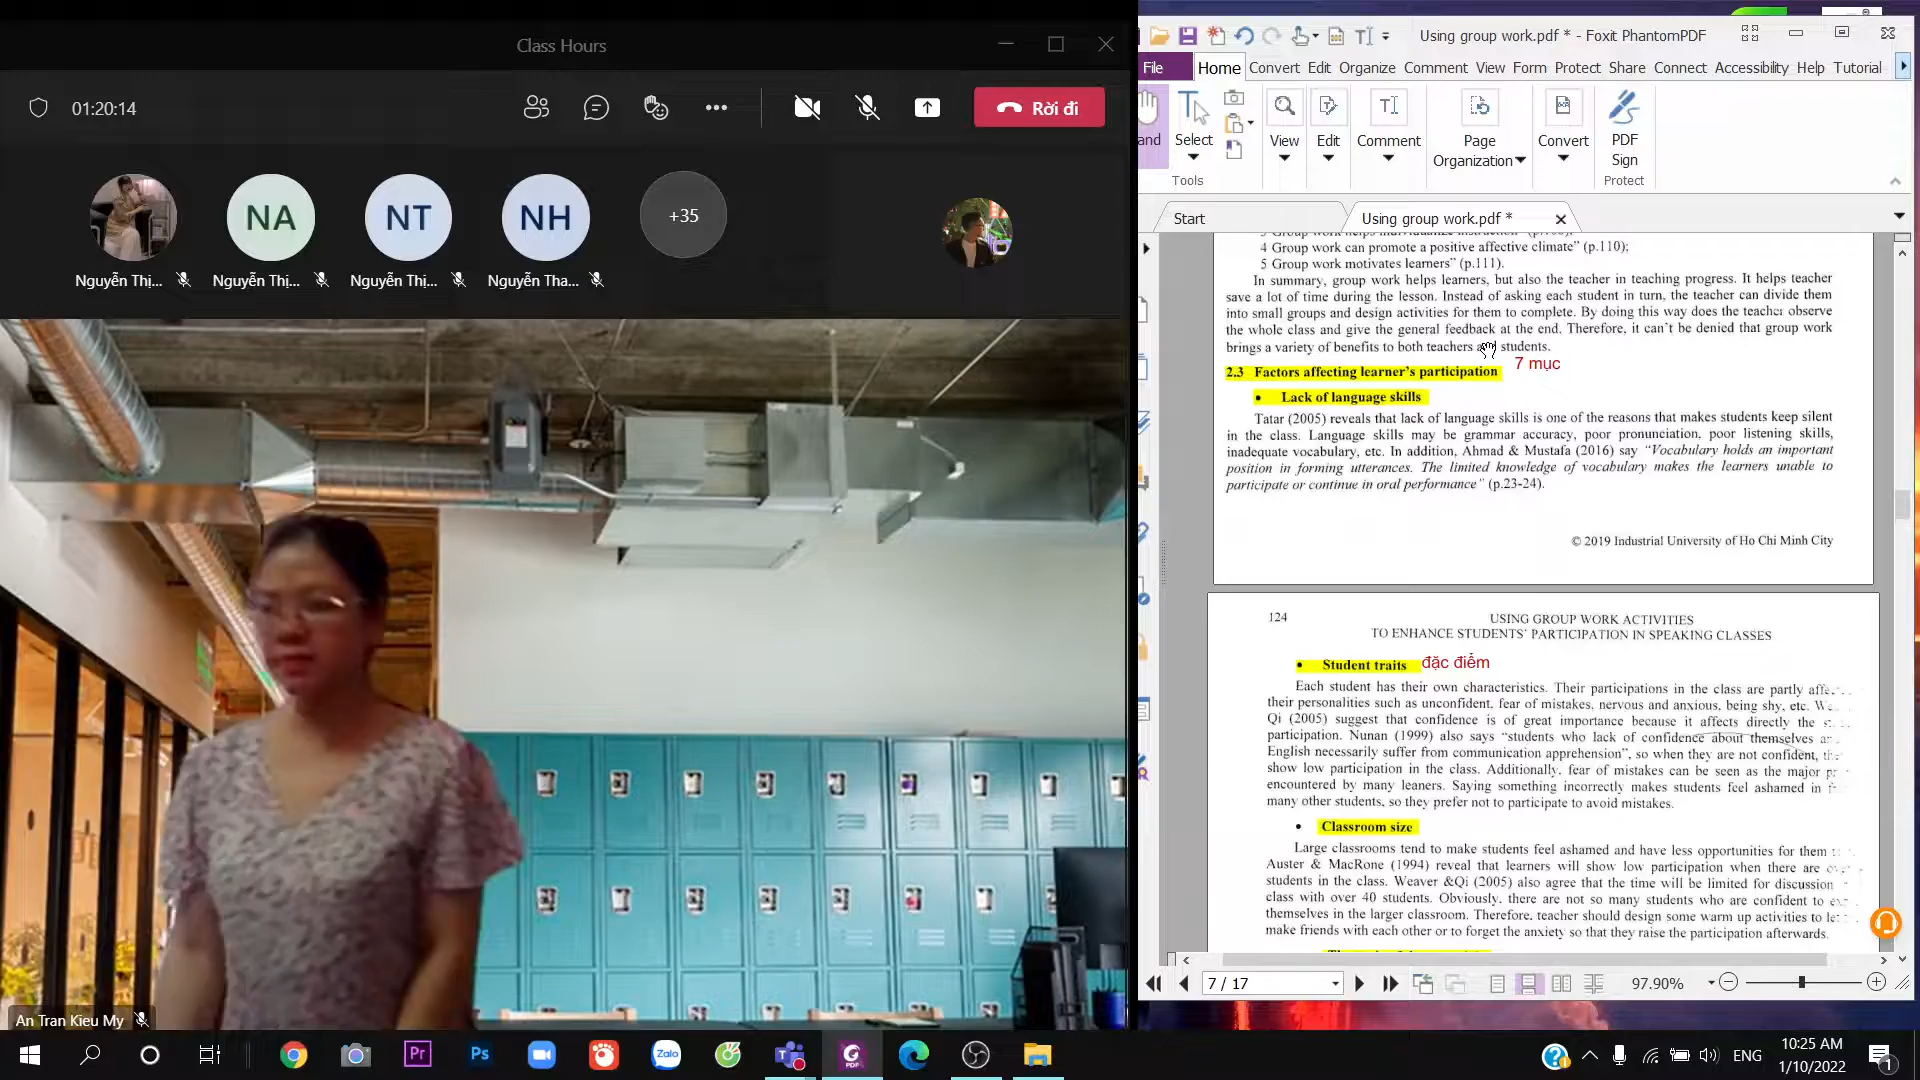 Class Hours
01:20:14
Rời đi
NA
NT
NH
+35
Nguyễn Thị...
Nguyễn Thị...
Nguyễn Thị...
Nguyễn Tha...
An Tran Kieu My
Using group work.pdf * - Foxit PhantomPDF
File
Home
Convert
Edit
Organize
Comment
View
Form
Protect
Share
Connect
Accessibility
Help
Tutorial
Select
View
Edit
Comment
Page
Organization
Convert
PDF
Sign
Tools
Protect
Start
Using group work.pdf *
4 Group work can promote a positive affective climate” (p.110);
5 Group work motivates learners” (p.111).
In summary, group work helps learners, but also the teacher in teaching progress. It helps teacher
save a lot of time during the lesson. Instead of asking each student in turn, the teacher can divide them
into small groups and design activities for them to complete. By doing this way does the teacher observe
the whole class and give the general feedback at the end. Therefore, it can't be denied that group work
brings a variety of benefits to both teachers and students.
7 mục
2.3 Factors affecting learner's participation
• Lack of language skills
Tatar (2005) reveals that lack of language skills is one of the reasons that makes students keep silent
in the class. Language skills may be grammar accuracy, poor pronunciation, poor listening skills,
inadequate vocabulary, etc. In addition, Ahmad & Mustafa (2016) say “Vocabulary holds an important
position in forming utterances. The limited knowledge of vocabulary makes the learners unable to
participate or continue in oral performance” (p.23-24).
© 2019 Industrial University of Ho Chi Minh City
124
USING GROUP WORK ACTIVITIES
TO ENHANCE STUDENTS' PARTICIPATION IN SPEAKING CLASSES
• Student traits đặc điểm
Each student has their own characteristics. Their participations in the class are partly
their personalities such as unconfident, fear of mistakes, nervous and anxious, being shy, etc.
Qi (2005) suggest that confidence is of great importance because it affects directly the
participation. Nunan (1999) also says “students who lack of confidence about themselves
English necessarily suffer from communication apprehension”, so when they are not confident,
show low participation in the class. Additionally, fear of mistakes can be seen as the major
encountered by many leaners. Saying something incorrectly makes students feel ashamed in
many other students, so they prefer not to participate to avoid mistakes.
• Classroom size
Large classrooms tend to make students feel ashamed and have less opportunities for them
Auster & MacRone (1994) reveal that learners will show low participation when there are
students in the class. Weaver &Qi (2005) also agree that the time will be limited for discussion
class with over 40 students. Obviously, there are not so many students who are confident to
themselves in the larger classroom. Therefore, teacher should design some warm up activities to
make friends with each other or to forget the anxiety so that they raise the participation afterwards.
7 / 17
97.90%
Pr
Ps
Zalo
PDF
ENG
10:25 AM
1/10/2022
1